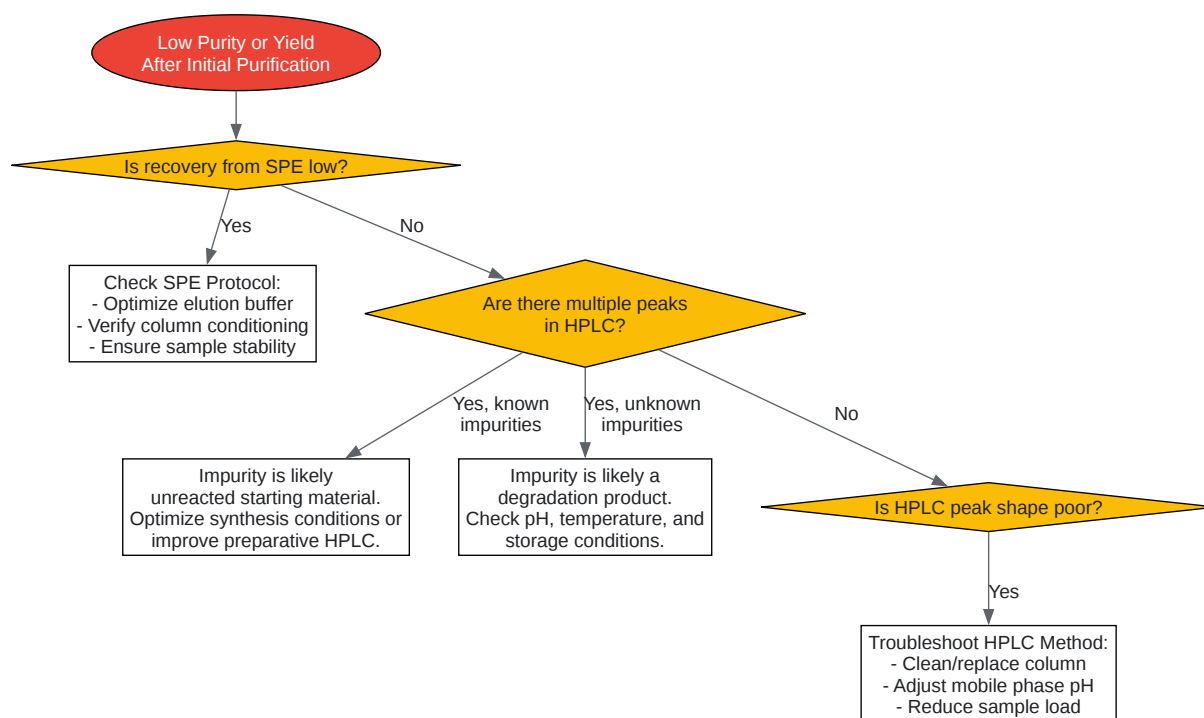 Low Purity or Yield
After Initial Purification
Is recovery from SPE low?
Yes
No
Check SPE Protocol:
- Optimize elution buffer
- Verify column conditioning
- Ensure sample stability
Are there multiple peaks
in HPLC?
Yes, known
impurities
Yes, unknown
impurities
No
Impurity is likely
unreacted starting material.
Optimize synthesis conditions or
improve preparative HPLC.
Impurity is likely a
degradation product.
Check pH, temperature, and
storage conditions.
Is HPLC peak shape poor?
Yes
Troubleshoot HPLC Method:
- Clean/replace column
- Adjust mobile phase pH
- Reduce sample load